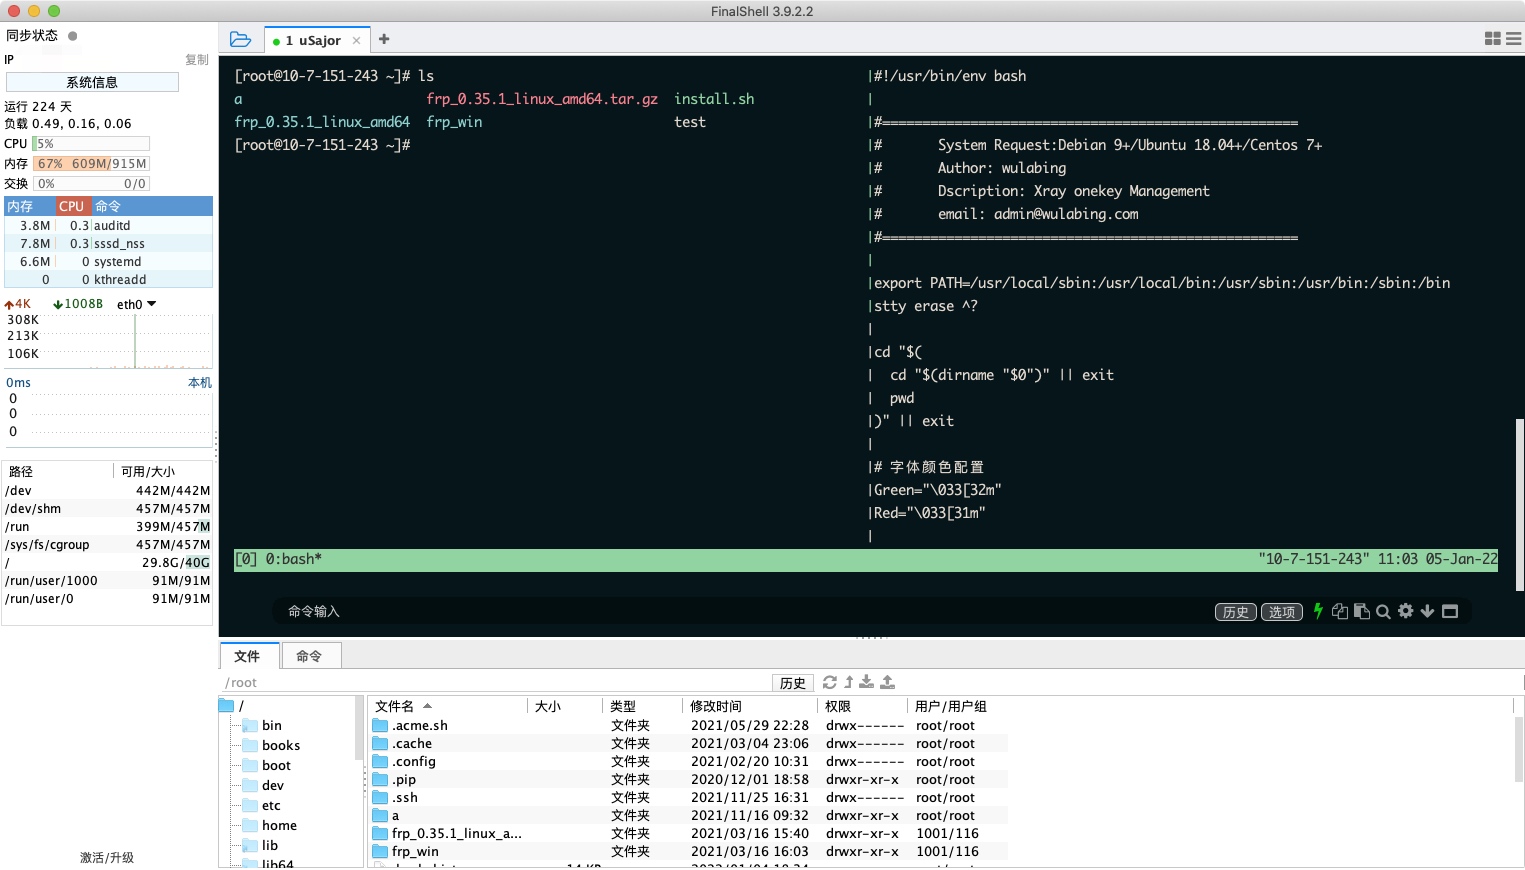 FinalShell 3.9.2.2
同步状态
IP 复制
系统信息
运行 224 天
负载 0.49, 0.16, 0.06
CPU 5%
内存 67% 609M/915M
交换 0% 0/0
内存 CPU 命令
3.8M 0.3 auditd
7.8M 0.3 sssd_nss
6.6M 0 systemd
0 0 kthreadd
4K 1008B eth0
308K
213K
106K
0ms 本机
0
0
0
路径 可用/大小
/dev 442M/442M
/dev/shm 457M/457M
/run 399M/457M
/sys/fs/cgroup 457M/457M
/ 29.8G/40G
/run/user/1000 91M/91M
/run/user/0 91M/91M
激活/升级
1 uSajor
[root@10-7-151-243 ~]# ls
a frp_0.35.1_linux_amd64.tar.gz install.sh
frp_0.35.1_linux_amd64 frp_win test
[root@10-7-151-243 ~]#
|#!/usr/bin/env bash
|
|#====================================================
|# System Request:Debian 9+/Ubuntu 18.04+/Centos 7+
|# Author: wulabing
|# Dscription: Xray onekey Management
|# email: admin@wulabing.com
|#====================================================
|
|export PATH=/usr/local/sbin:/usr/local/bin:/usr/sbin:/usr/bin:/sbin:/bin
|stty erase ^?
|
|cd "$(
| cd "$(dirname "$0")" || exit
| pwd
|)" || exit
|
|# 字体颜色配置
|Green="\033[32m"
|Red="\033[31m"
|
[0] 0:bash* "10-7-151-243" 11:03 05-Jan-22
命令输入 历史 选项
文件 命令
/root 历史
/
bin
books
boot
dev
etc
home
lib
lib64
文件名 大小 类型 修改时间 权限 用户/用户组
.acme.sh 文件夹 2021/05/29 22:28 drwx------ root/root
.cache 文件夹 2021/03/04 23:06 drwx------ root/root
.config 文件夹 2021/02/20 10:31 drwx------ root/root
.pip 文件夹 2020/12/01 18:58 drwxr-xr-x root/root
.ssh 文件夹 2021/11/25 16:31 drwx------ root/root
a 文件夹 2021/11/16 09:32 drwxr-xr-x root/root
frp_0.35.1_linux_a... 文件夹 2021/03/16 15:40 drwxr-xr-x 1001/116
frp_win 文件夹 2021/03/16 16:03 drwxr-xr-x 1001/116